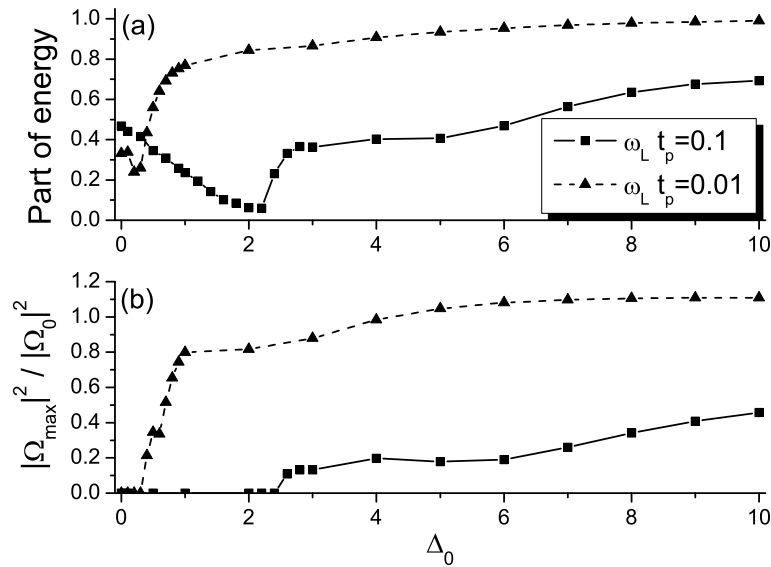 (a)
Part of energy
1.0
0.8
0.6
0.4
0.2
0.0
ω_L t_p=0.1
ω_L t_p=0.01
0 2 4 6 8 10
(b)
|Ω_max|² / |Ω_0|²
1.2
1.0
0.8
0.6
0.4
0.2
0.0
0 2 4 6 8 10
Δ_0